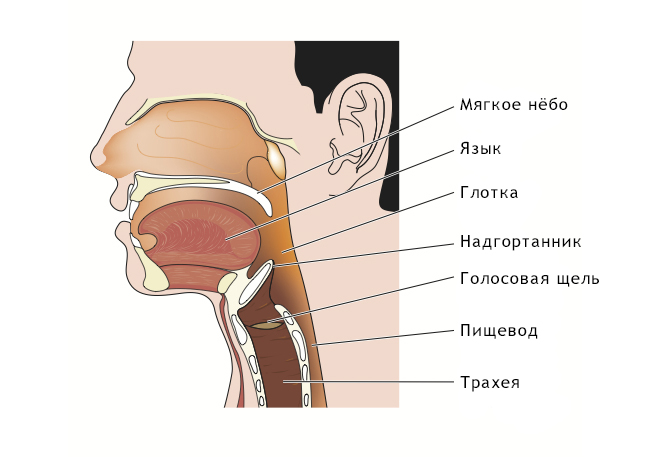 Мягкое нёбо
Язык
Глотка
Надгортанник
Голосовая щель
Пищевод
Трахея